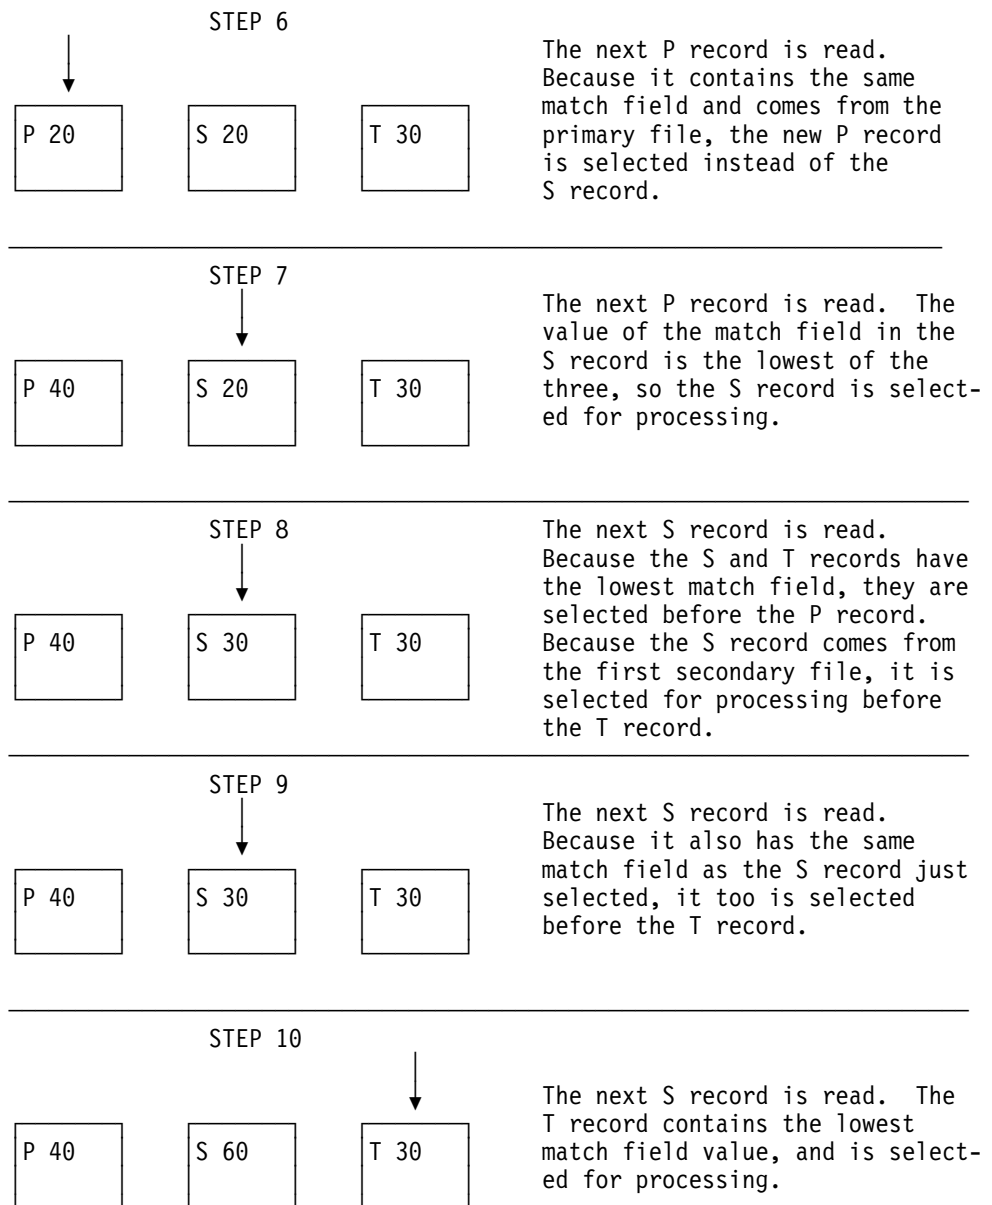 STEP 6
The next P record is read.
Because it contains the same
match field and comes from the
primary file, the new P record
is selected instead of the
S record.
P 20 S 20 T 30
STEP 7
The next P record is read. The
value of the match field in the
S record is the lowest of the
three, so the S record is select-
ed for processing.
P 40 S 20 T 30
STEP 8
The next S record is read.
Because the S and T records have
the lowest match field, they are
selected before the P record.
Because the S record comes from
the first secondary file, it is
selected for processing before
the T record.
P 40 S 30 T 30
STEP 9
The next S record is read.
Because it also has the same
match field as the S record just
selected, it too is selected
before the T record.
P 40 S 30 T 30
STEP 10
The next S record is read. The
T record contains the lowest
match field value, and is select-
ed for processing.
P 40 S 60 T 30